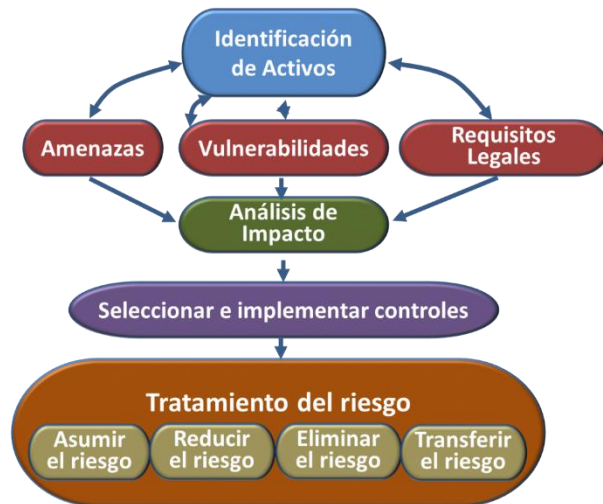 Identificación
de Activos
Amenazas
Vulnerabilidades
Requisitos
Legales
Análisis de
Impacto
Seleccionar e implementar controles
Tratamiento del riesgo
Asumir
el riesgo
Reducir
el riesgo
Eliminar
el riesgo
Transferir
el riesgo